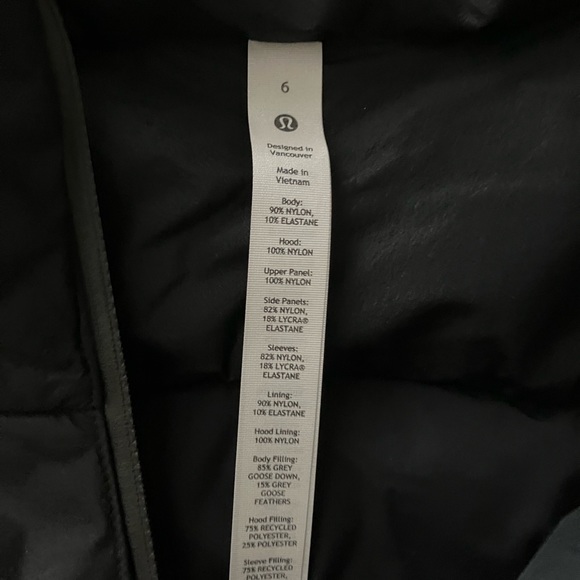 6
Designed in
Vancouver
Made in
Vietnam
Body:
90% NYLON,
10% ELASTANE
Hood:
100% NYLON
Upper Panel:
100% NYLON
Side Panels:
82% NYLON,
18% LYCRA®
ELASTANE
Sleeves:
82% NYLON,
18% LYCRA®
ELASTANE
Lining:
90% NYLON,
10% ELASTANE
Hood Lining:
100% NYLON
Body Filling:
85% GREY
GOOSE DOWN,
15% GREY
GOOSE
FEATHERS
Hood Filling:
75% RECYCLED
POLYESTER,
25% POLYESTER
Sleeve Filling:
75% RECYCLED
POLYESTER,